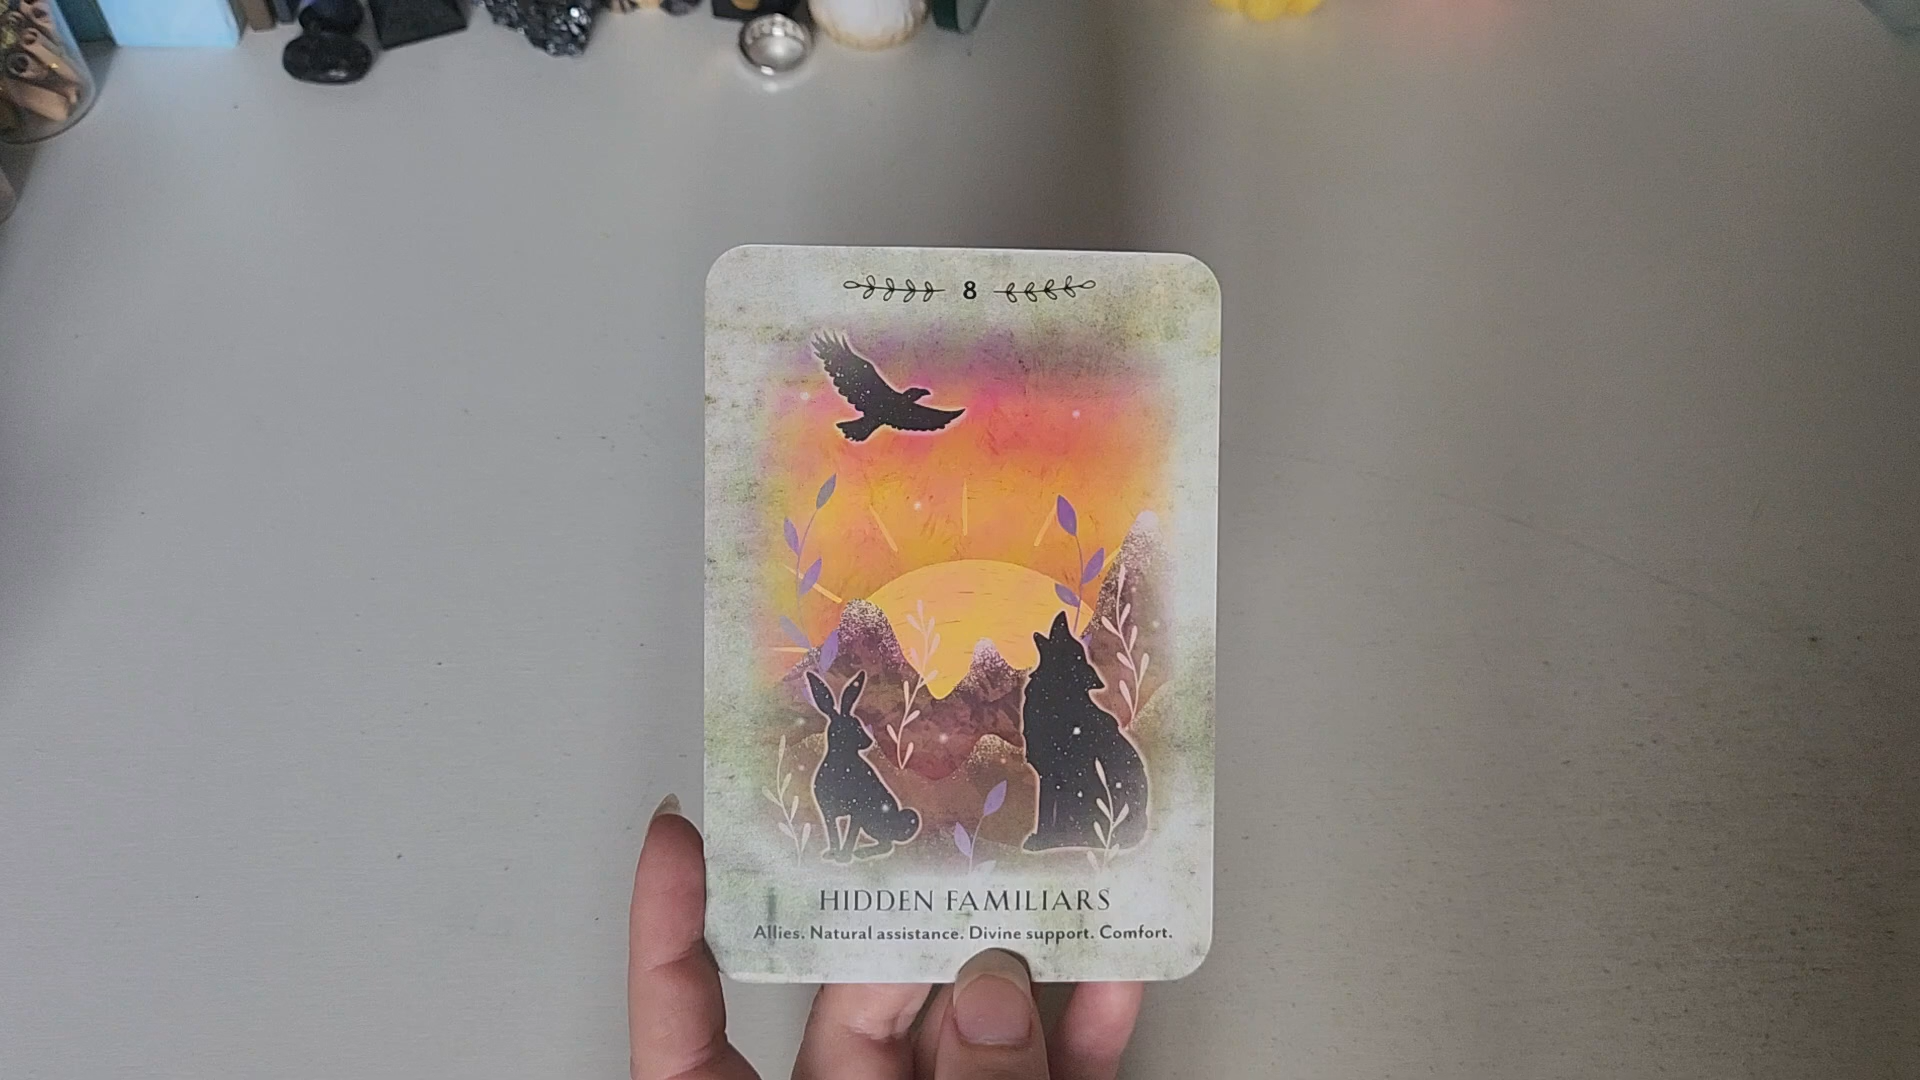 8
HIDDEN FAMILIARS
Allies. Natural assistance. Divine support. Comfort.